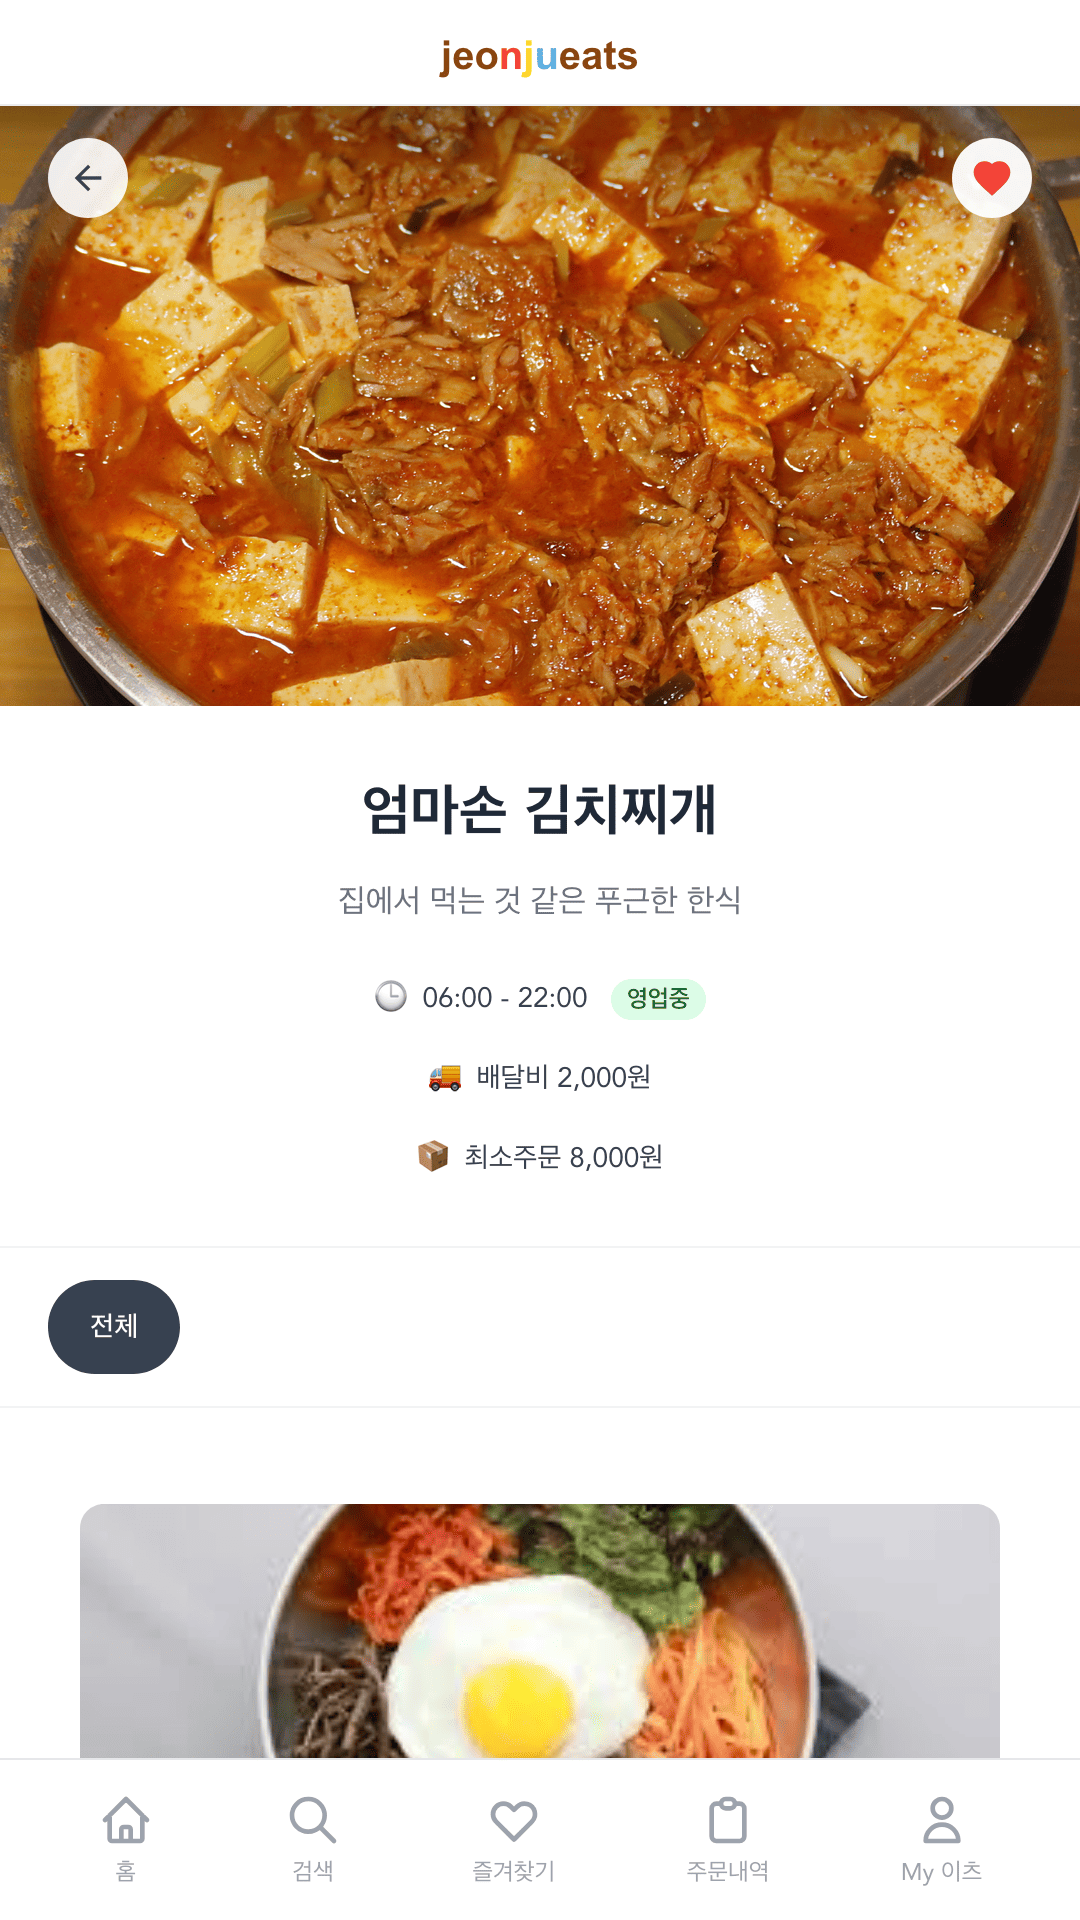 jeonjueats
엄마손 김치찌개
집에서 먹는 것 같은 푸근한 한식
06:00 - 22:00 영업중
배달비 2,000원
최소주문 8,000원
전체
홈 검색 즐겨찾기 주문내역 My 이츠